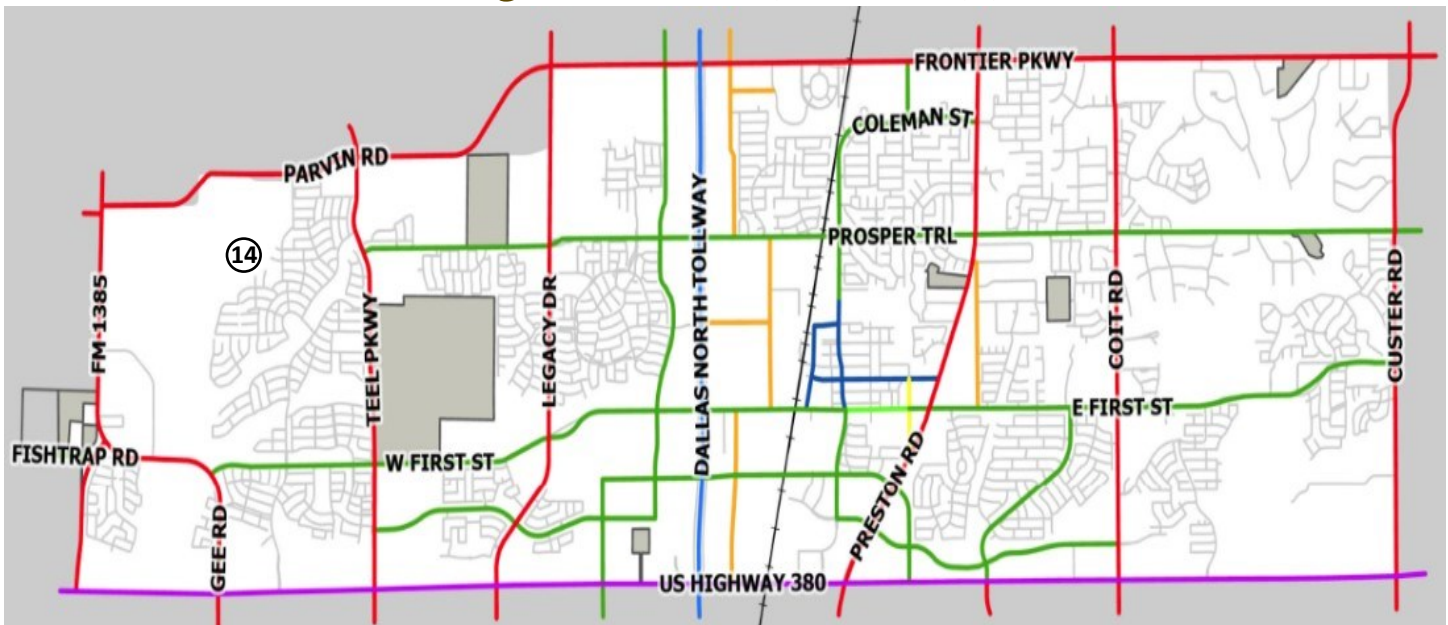 FRONTIER PKWY
COLEMAN ST
PARVIN RD
PROSPER TRL
14
FM 1385
TEEL PKWY
LEGACY DR
DALLAS NORTH TOLLWAY
COIT RD
CUSTER RD
E FIRST ST
FISHTRAP RD
W FIRST ST
PRESTON RD
GEE RD
US HIGHWAY 380